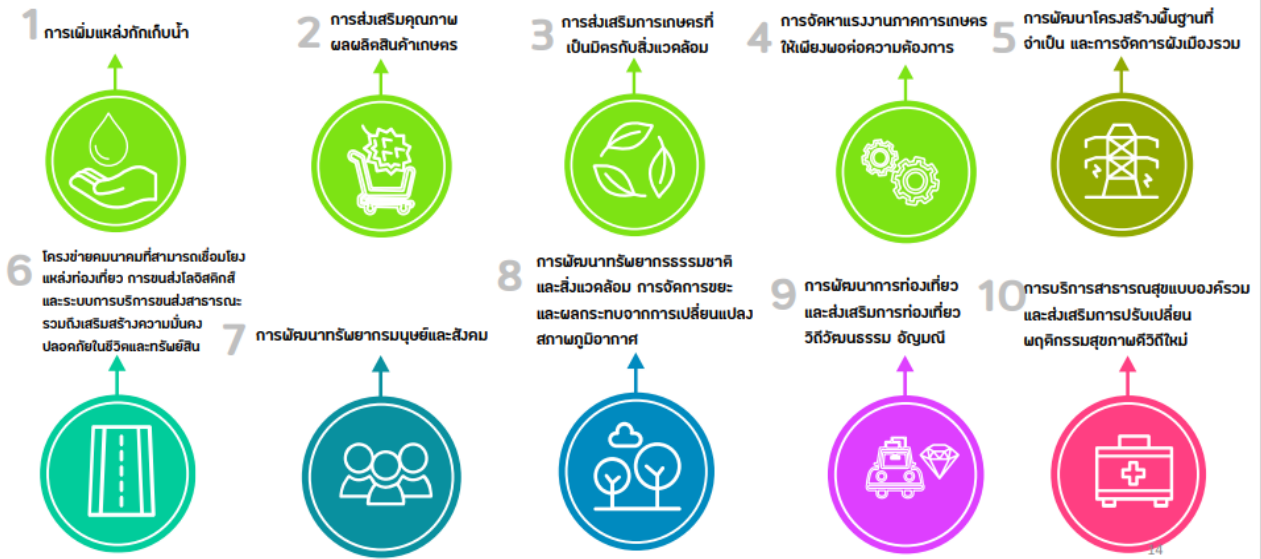 1 การเพิ่มแหล่งกักเก็บน้ำ
2 การส่งเสริมคุณภาพ
ผลผลิตสินค้าเกษตร
3 การส่งเสริมการเกษตรที่
เป็นมิตรกับสิ่งแวดล้อม
4 การจัดหาแรงงานภาคการเกษตร
ให้เพียงพอต่อความต้องการ
5 การพัฒนาโครงสร้างพื้นฐานที่
จำเป็น และการจัดการผังเมืองรวม
6 โครงข่ายคมนาคมที่สามารถเชื่อมโยง
แหล่งท่องเที่ยว การขนส่งโลจิสติกส์
และระบบการบริการขนส่งสาธารณะ
รวมถึงเสริมสร้างความมั่นคง
ปลอดภัยในชีวิตและทรัพย์สิน
7 การพัฒนาทรัพยากรมนุษย์และสังคม
8 การพัฒนาทรัพยากรธรรมชาติ
และสิ่งแวดล้อม การจัดการขยะ
และผลกระทบจากการเปลี่ยนแปลง
สภาพภูมิอากาศ
9 การพัฒนาการท่องเที่ยว
และส่งเสริมการท่องเที่ยว
วิถีวัฒนธรรม อัญมณี
10 การบริการสาธารณสุขแบบองค์รวม
และส่งเสริมการปรับเปลี่ยน
พฤติกรรมสุขภาพดีวิถีใหม่
14